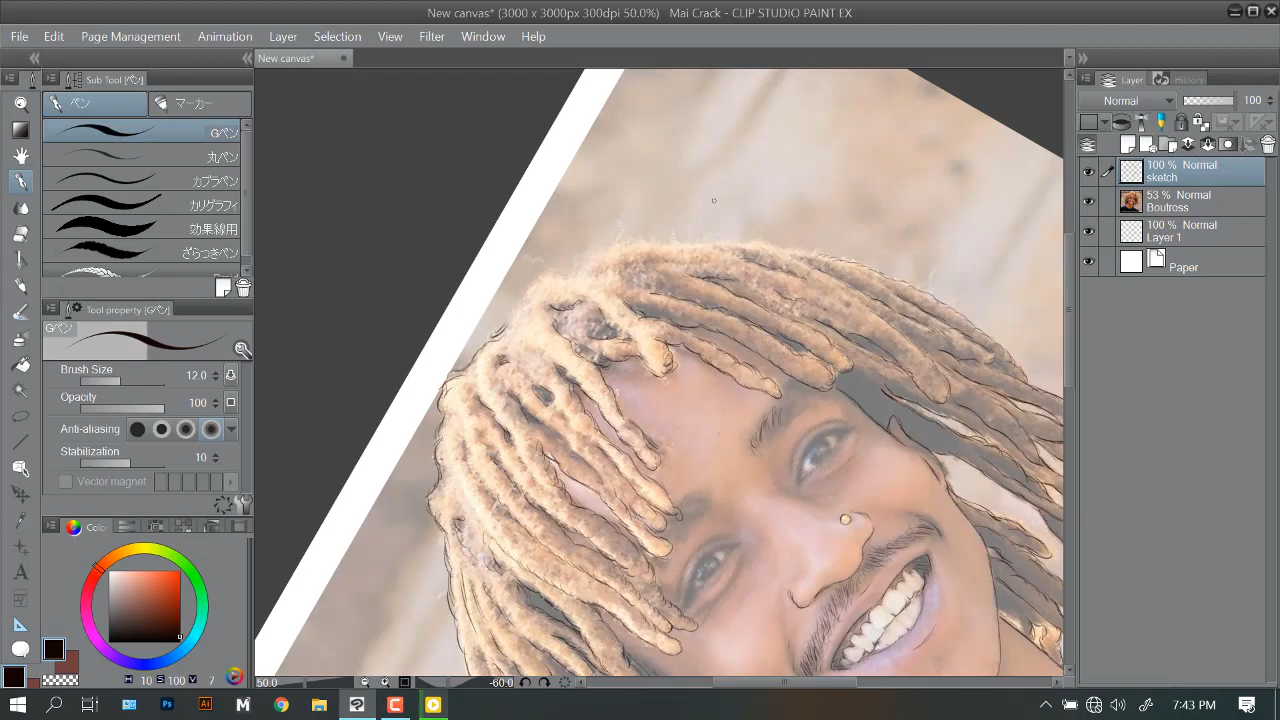 New canvas* (3000 x 3000px 300dpi 50.0%) - Mai Crack - CLIP STUDIO PAINT EX
File Edit Page Management Animation Layer Selection View Filter Window Help
New canvas*
Sub Tool [ペン]
ペン
マーカー
Gペン
丸ペン
カブラペン
カリグラフィ
効果線用
ざらつきペン
Tool property [Gペン]
Gペン
Brush Size 12.0
Opacity 100
Anti-aliasing
Stabilization 10
Vector magnet
Colo
H 10 S 100 V 7
50.0
-60.0
Layer History
Normal 100
100 % Normal
sketch
53 % Normal
Boutross
100 % Normal
Layer 1
Paper
7:43 PM